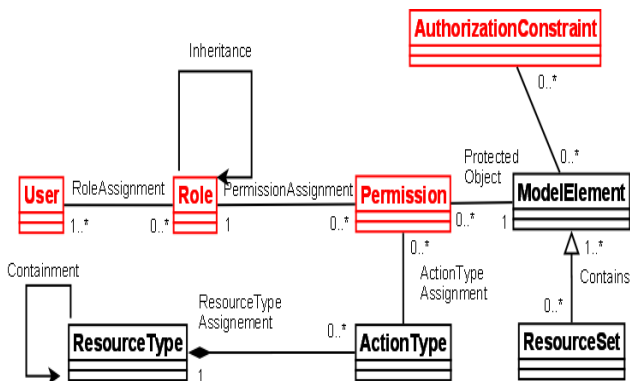 AuthorizationConstraint
Inheritance
0..*
0..*
Protected
Object
User
RoleAssignment
Role
PermissionAssignment
Permission
ModelElement
1..*
0..*
1
0..*
0..*
1
0..*
1..*
Containment
ActionType
Assignment
Contains
ResourceType
Assignement
0..*
0..*
ResourceType
ActionType
ResourceSet
1